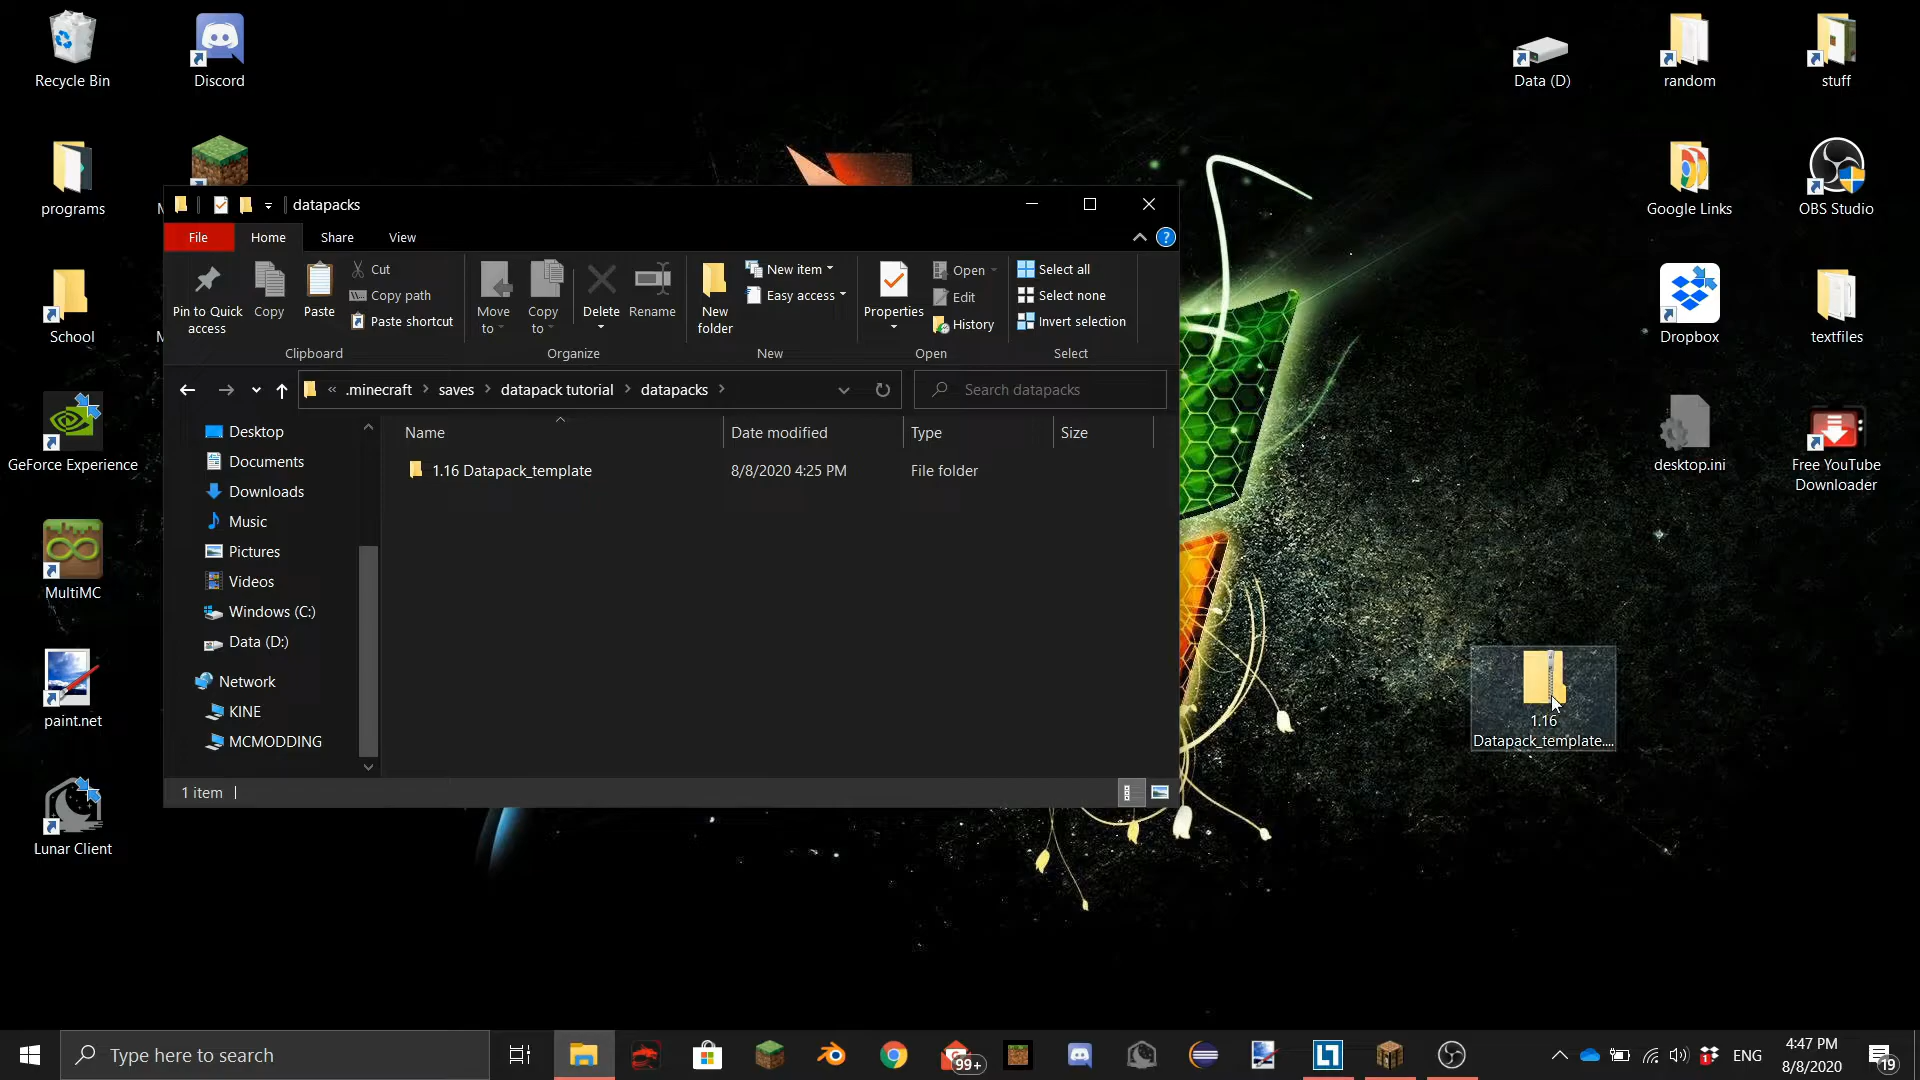 Recycle Bin
Discord
Data (D)
random
stuff
programs
Google Links
OBS Studio
School
Dropbox
textfiles
GeForce Experience
desktop.ini
Free YouTube
Downloader
MultiMC
paint.net
Lunar Client
1.16
Datapack_template....
datapacks
File
Home
Share
View
Pin to Quick
access
Copy
Paste
Cut
Copy path
Paste shortcut
Clipboard
Move
to
Copy
to
Delete
Rename
Organize
New
folder
New item
Easy access
New
Properties
Open
Edit
History
Open
Select all
Select none
Invert selection
Select
« .minecraft > saves > datapack tutorial > datapacks >
Search datapacks
Desktop
Documents
Downloads
Music
Pictures
Videos
Windows (C:)
Data (D:)
Network
KINE
MCMODDING
Name Date modified Type Size
1.16 Datapack_template 8/8/2020 4:25 PM File folder
1 item
Type here to search
99+
ENG
4:47 PM
8/8/2020
19